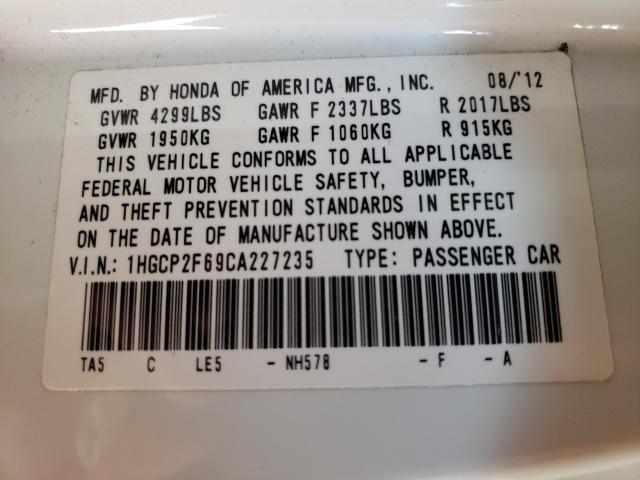 MFD. BY HONDA OF AMERICA MFG., INC. 08/'12
GVWR 4299LBS GAWR F 2337LBS R 2017LBS
GVWR 1950KG GAWR F 1060KG R 915KG
THIS VEHICLE CONFORMS TO ALL APPLICABLE
FEDERAL MOTOR VEHICLE SAFETY, BUMPER,
AND THEFT PREVENTION STANDARDS IN EFFECT
ON THE DATE OF MANUFACTURE SHOWN ABOVE.
V.I.N.: 1HGCP2F69CA227235 TYPE: PASSENGER CAR
TA5 C LE5 - NH578 - F - A